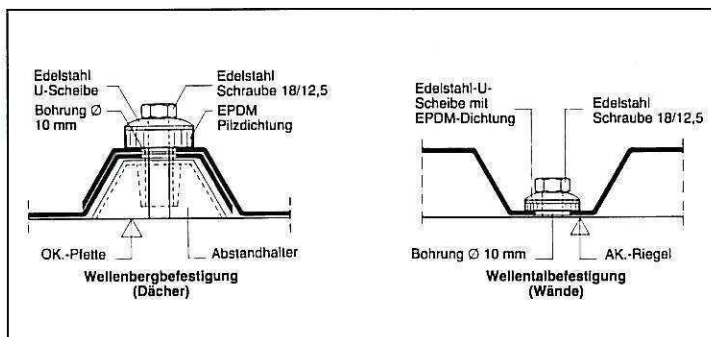 Edelstahl
U-Scheibe
Bohrung Ø
10 mm
Edelstahl
Schraube 18/12,5
EPDM
Pilzdichtung
OK.-Pfette
Abstandhalter
Wellenbergbefestigung
(Dächer)
Edelstahl-U-
Scheibe mit
EPDM-Dichtung
Edelstahl
Schraube 18/12,5
Bohrung Ø 10 mm
AK.-Riegel
Wellentalbefestigung
(Wände)